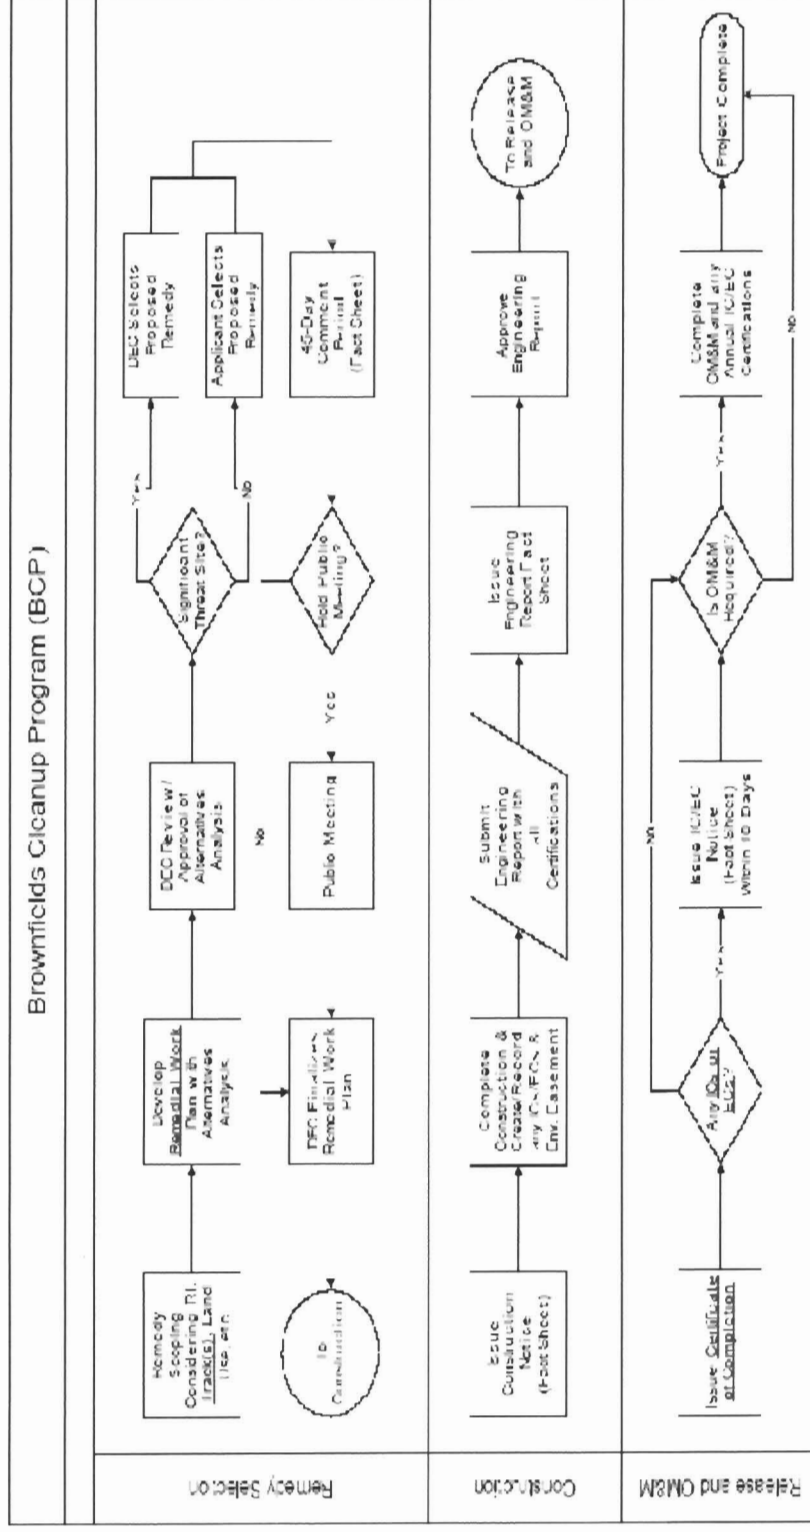 Brownfields Cleanup Program (BCP)
Remedy Selection
Remedy
Scoping
Considering RI,
Track(s), Land
Use, etc.
Develop
Remedial Work
Plan with
Alternatives
Analysis
DEC Review/
Approval of
Alternatives
Analysis
Significant
Threat Site?
Yes
No
DEC Selects
Proposed
Remedy
Applicant Selects
Proposed
Remedy
45-Day
Comment
Period
(Fact Sheet)
Hold Public
Meeting?
Yes
No
Public Meeting
DEC Finalizes
Remedial Work
Plan
To
Construction
Construction
Issue
Construction
Notice
(Fact Sheet)
Complete
Construction &
Create/Record
any ICs/ECs &
Env. Easement
Submit
Engineering
Report with
all
Certifications
Issue
Engineering
Report Fact
Sheet
Approve
Engineering
Report
To Release
and OM&M
Release and OM&M
Issue Certificate
of Completion
Any ICs or
ECs?
Yes
No
Issue IC/EC
Notice
(Fact Sheet)
Within 10 Days
Is OM&M
Required?
Yes
No
Complete
OM&M and any
Annual IC/EC
Certifications
Project Complete